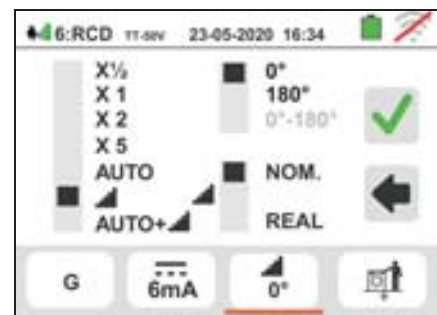 6:RCD TT-50V 23-05-2020 16:34
X½ 0°
X 1 180°
X 2 0°-180°
X 5
AUTO NOM.
AUTO+ REAL
G 6mA 0°